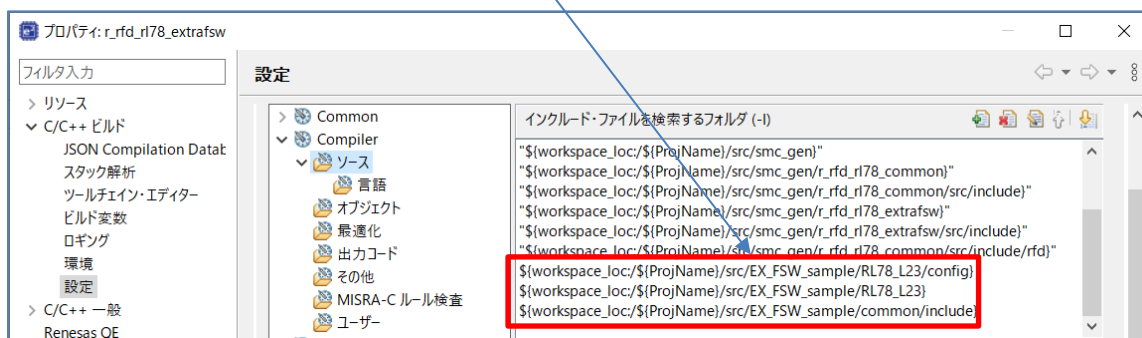 プロパティ: r_rfd_rl78_extrafsw
フィルタ入力
設定
リソース
C/C++ ビルド
JSON Compilation Datab
スタック解析
ツールチェイン・エディター
ビルド変数
ロギング
環境
設定
C/C++ 一般
Renesas QE
Common
Compiler
ソース
言語
オブジェクト
最適化
出力コード
その他
MISRA-C ルール検査
ユーザー
インクルード・ファイルを検索するフォルダ (-I)
"${workspace_loc:/${ProjName}/src/smc_gen}"
"${workspace_loc:/${ProjName}/src/smc_gen/r_rfd_rl78_common}"
"${workspace_loc:/${ProjName}/src/smc_gen/r_rfd_rl78_common/src/include}"
"${workspace_loc:/${ProjName}/src/smc_gen/r_rfd_rl78_extrafsw}"
"${workspace_loc:/${ProjName}/src/smc_gen/r_rfd_rl78_extrafsw/src/include}"
"${workspace_loc:/${ProjName}/src/smc_gen/r_rfd_rl78_common/src/include/rfd}"
${workspace_loc:/${ProjName}/src/EX_FSW_sample/RL78_L23/config}
${workspace_loc:/${ProjName}/src/EX_FSW_sample/RL78_L23}
${workspace_loc:/${ProjName}/src/EX_FSW_sample/common/include}